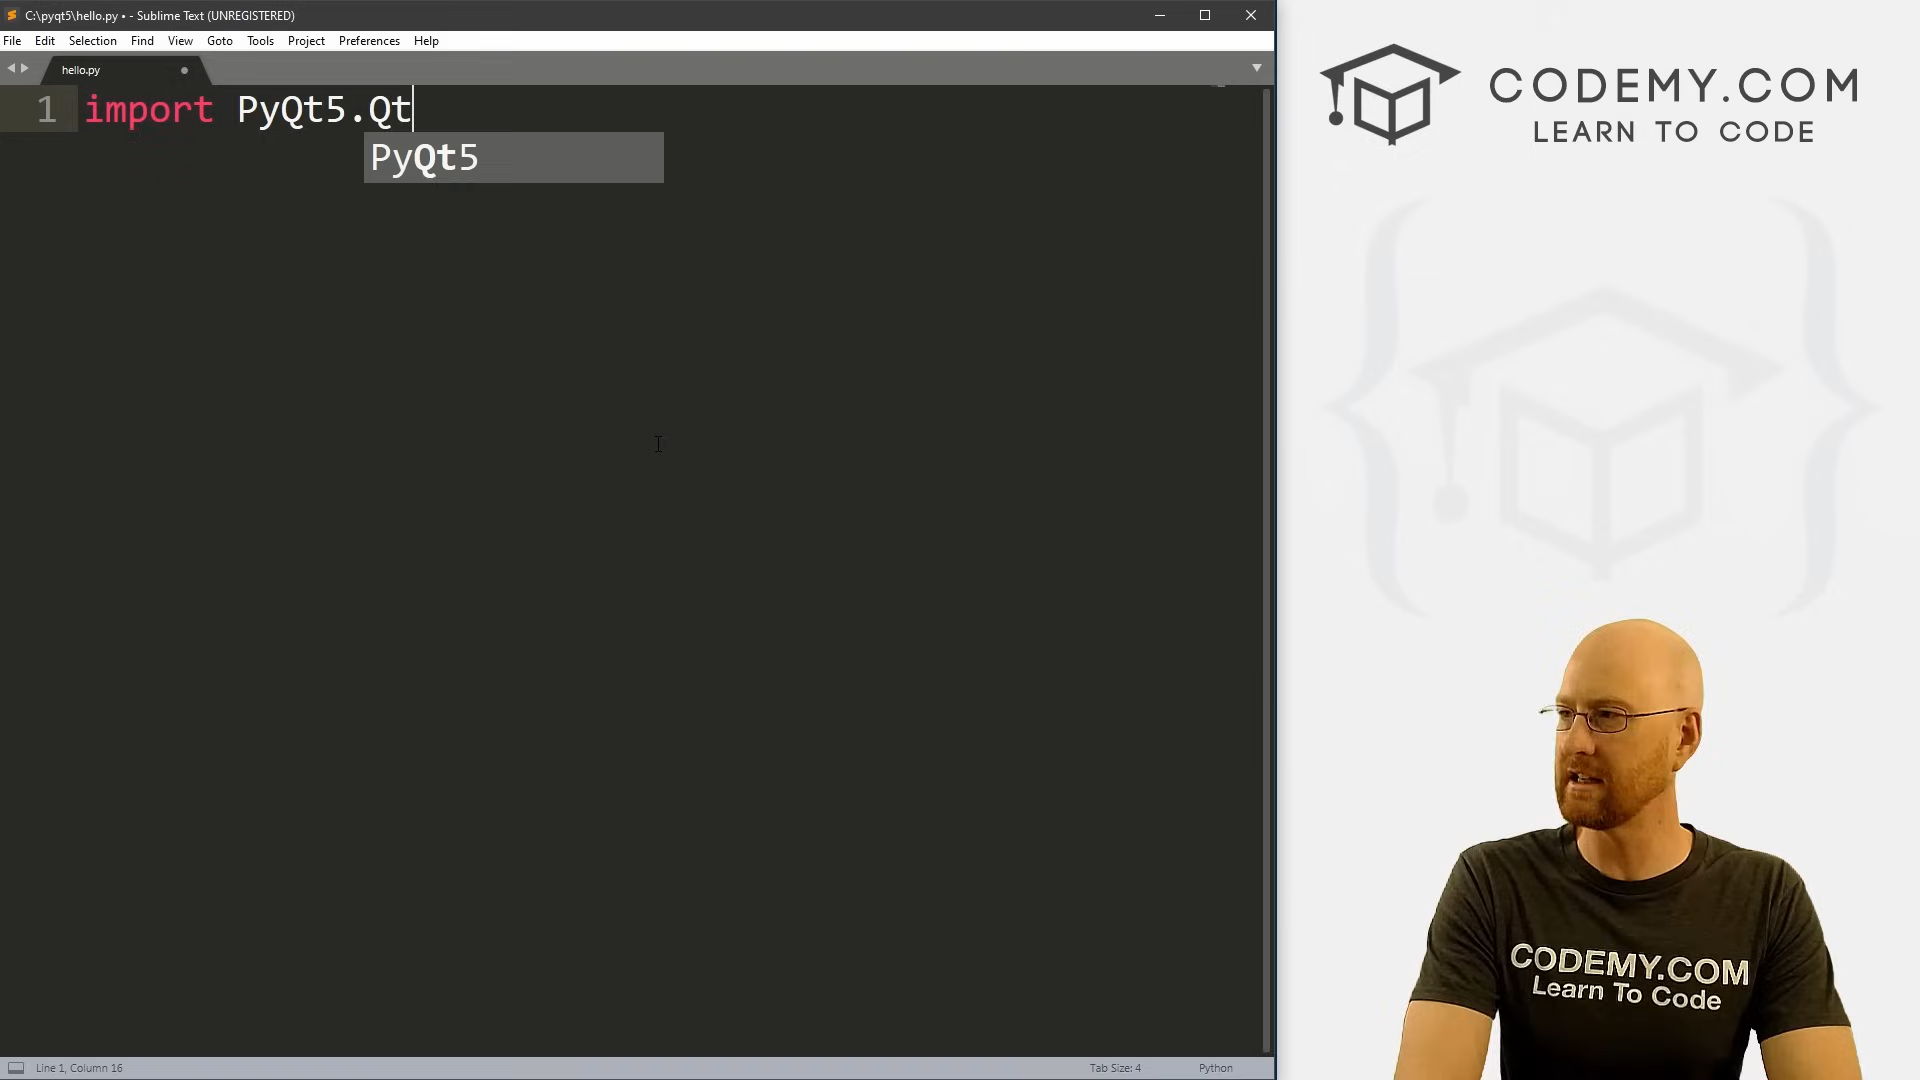 C:\pyqt5\hello.py • - Sublime Text (UNREGISTERED)
File Edit Selection Find View Goto Tools Project Preferences Help
hello.py
1 import PyQt5.Qt
PyQt5
Line 1, Column 16
Tab Size: 4
Python
CODEMY.COM
LEARN TO CODE
CODEMY.COM
Learn To Code